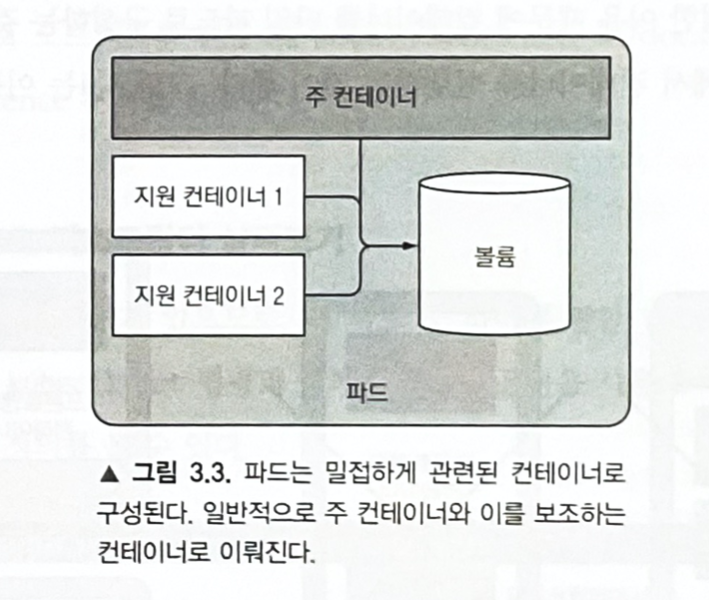 주 컨테이너
지원 컨테이너 1
지원 컨테이너 2
볼륨
파드
▲ 그림 3.3. 파드는 밀접하게 관련된 컨테이너로
구성된다. 일반적으로 주 컨테이너와 이를 보조하는
컨테이너로 이뤄진다.